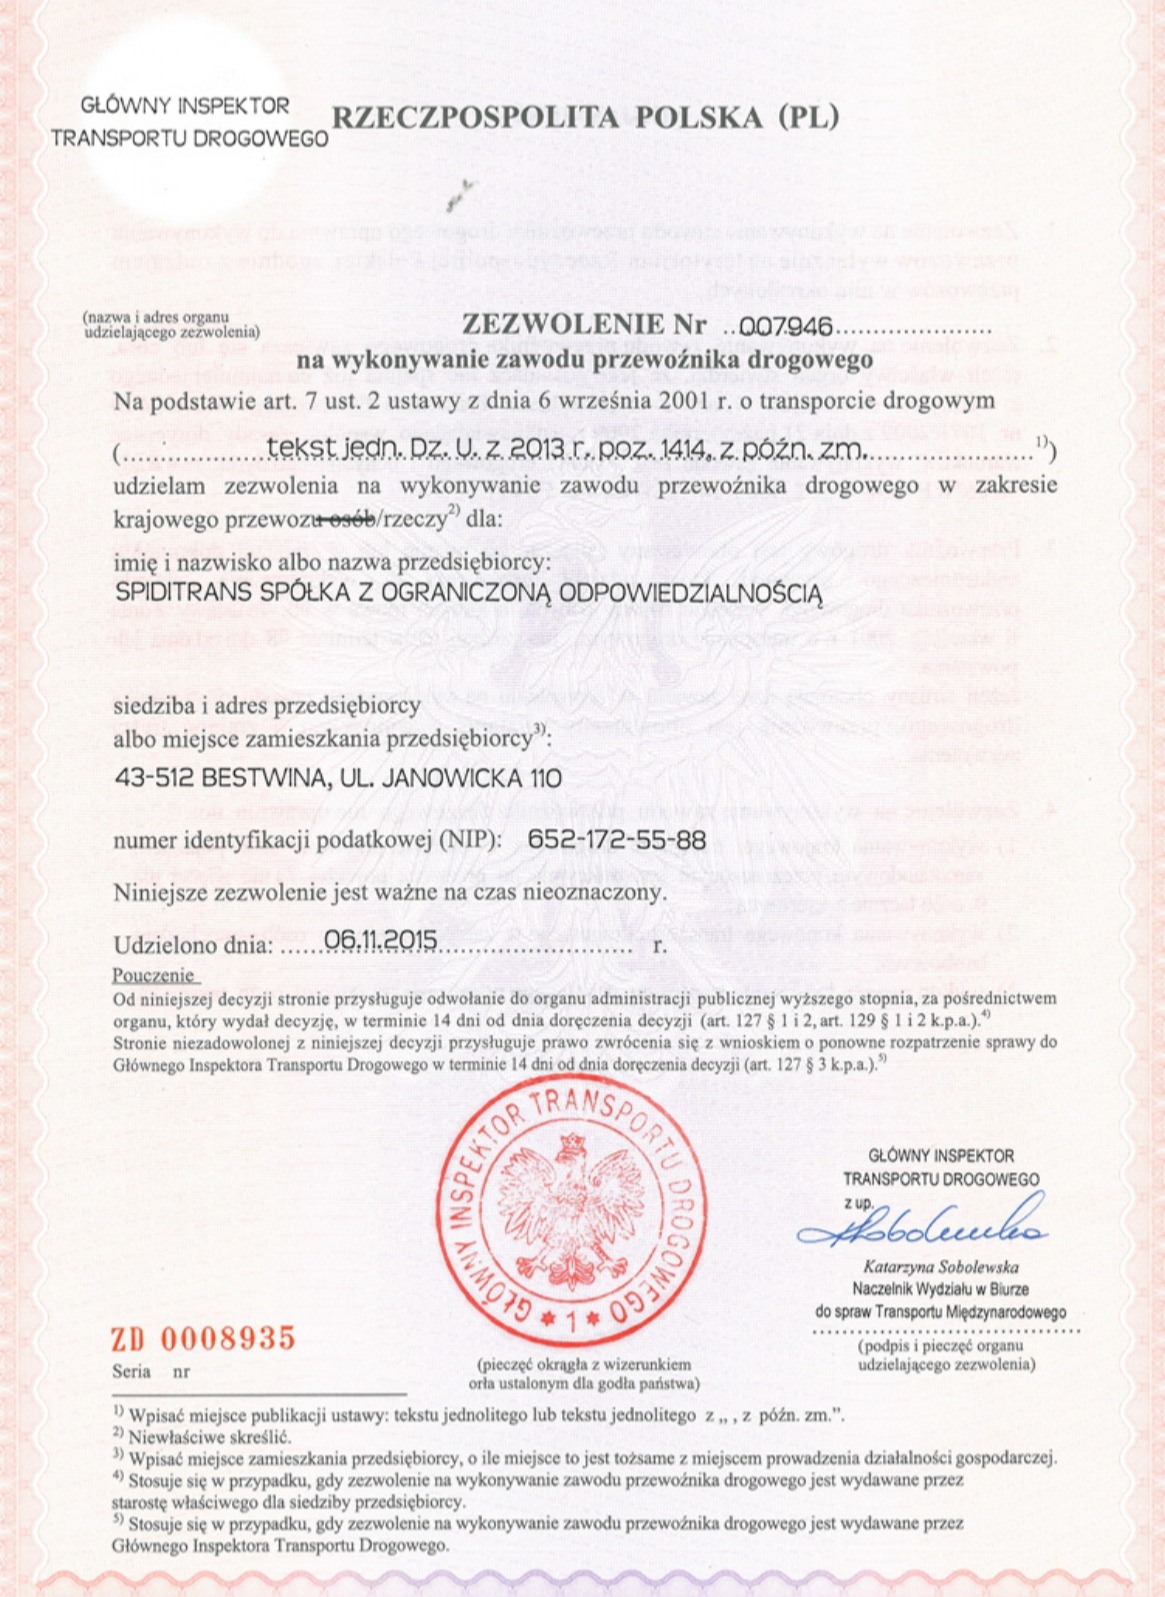 GŁÓWNY INSPEKTOR
TRANSPORTU DROGOWEGO
RZECZPOSPOLITA POLSKA (PL)
(nazwa i adres organu
udzielającego zezwolenia)
ZEZWOLENIE Nr ..007946......................
na wykonywanie zawodu przewoźnika drogowego
Na podstawie art. 7 ust. 2 ustawy z dnia 6 września 2001 r. o transporcie drogowym
(......................tekst jedn. Dz. U. z 2013 r. poz. 1414, z późn. zm.........................¹⁾)
udzielam zezwolenia na wykonywanie zawodu przewoźnika drogowego w zakresie
krajowego przewozu osób/rzeczy²⁾ dla:
imię i nazwisko albo nazwa przedsiębiorcy:
SPIDITRANS SPÓŁKA Z OGRANICZONĄ ODPOWIEDZIALNOŚCIĄ
siedziba i adres przedsiębiorcy
albo miejsce zamieszkania przedsiębiorcy³⁾:
43-512 BESTWINA, UL. JANOWICKA 110
numer identyfikacji podatkowej (NIP): 652-172-55-88
Niniejsze zezwolenie jest ważne na czas nieoznaczony.
Udzielono dnia: ......06.11.2015............................. r.
Pouczenie
Od niniejszej decyzji stronie przysługuje odwołanie do organu administracji publicznej wyższego stopnia, za pośrednictwem
organu, który wydał decyzję, w terminie 14 dni od dnia doręczenia decyzji (art. 127 § 1 i 2, art. 129 § 1 i 2 k.p.a.).⁴⁾
Stronie niezadowolonej z niniejszej decyzji przysługuje prawo zwrócenia się z wnioskiem o ponowne rozpatrzenie sprawy do
Głównego Inspektora Transportu Drogowego w terminie 14 dni od dnia doręczenia decyzji (art. 127 § 3 k.p.a.).⁵⁾
GŁÓWNY INSPEKTOR TRANSPORTU DROGOWEGO
* 1 *
GŁÓWNY INSPEKTOR
TRANSPORTU DROGOWEGO
z up.
Katarzyna Sobolewska
Naczelnik Wydziału w Biurze
do spraw Transportu Międzynarodowego
(podpis i pieczęć organu
udzielającego zezwolenia)
ZD 0008935
Seria nr
(pieczęć okrągła z wizerunkiem
orła ustalonym dla godła państwa)
¹⁾ Wpisać miejsce publikacji ustawy: tekstu jednolitego lub tekstu jednolitego z „ , z późn. zm.”.
²⁾ Niewłaściwe skreślić.
³⁾ Wpisać miejsce zamieszkania przedsiębiorcy, o ile miejsce to jest tożsame z miejscem prowadzenia działalności gospodarczej.
⁴⁾ Stosuje się w przypadku, gdy zezwolenie na wykonywanie zawodu przewoźnika drogowego jest wydawane przez
starostę właściwego dla siedziby przedsiębiorcy.
⁵⁾ Stosuje się w przypadku, gdy zezwolenie na wykonywanie zawodu przewoźnika drogowego jest wydawane przez
Głównego Inspektora Transportu Drogowego.